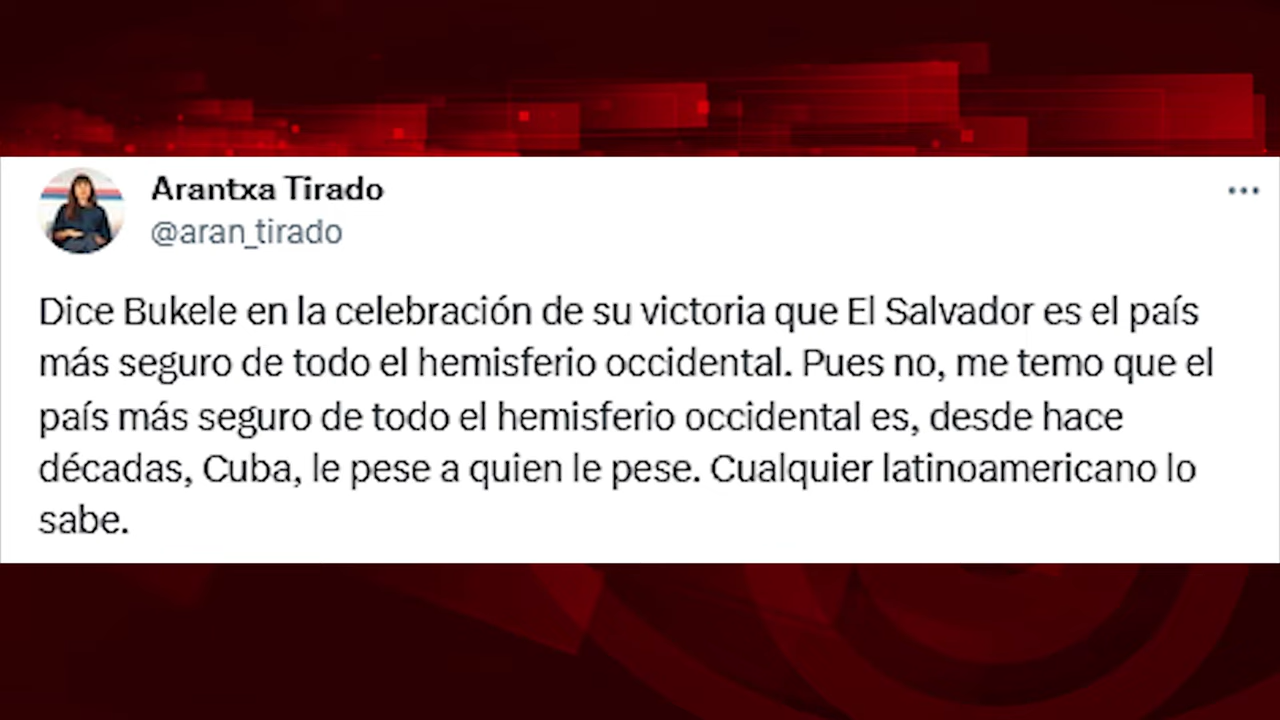 Arantxa Tirado
@aran_tirado
Dice Bukele en la celebración de su victoria que El Salvador es el país
más seguro de todo el hemisferio occidental. Pues no, me temo que el
país más seguro de todo el hemisferio occidental es, desde hace
décadas, Cuba, le pese a quien le pese. Cualquier latinoamericano lo
sabe.